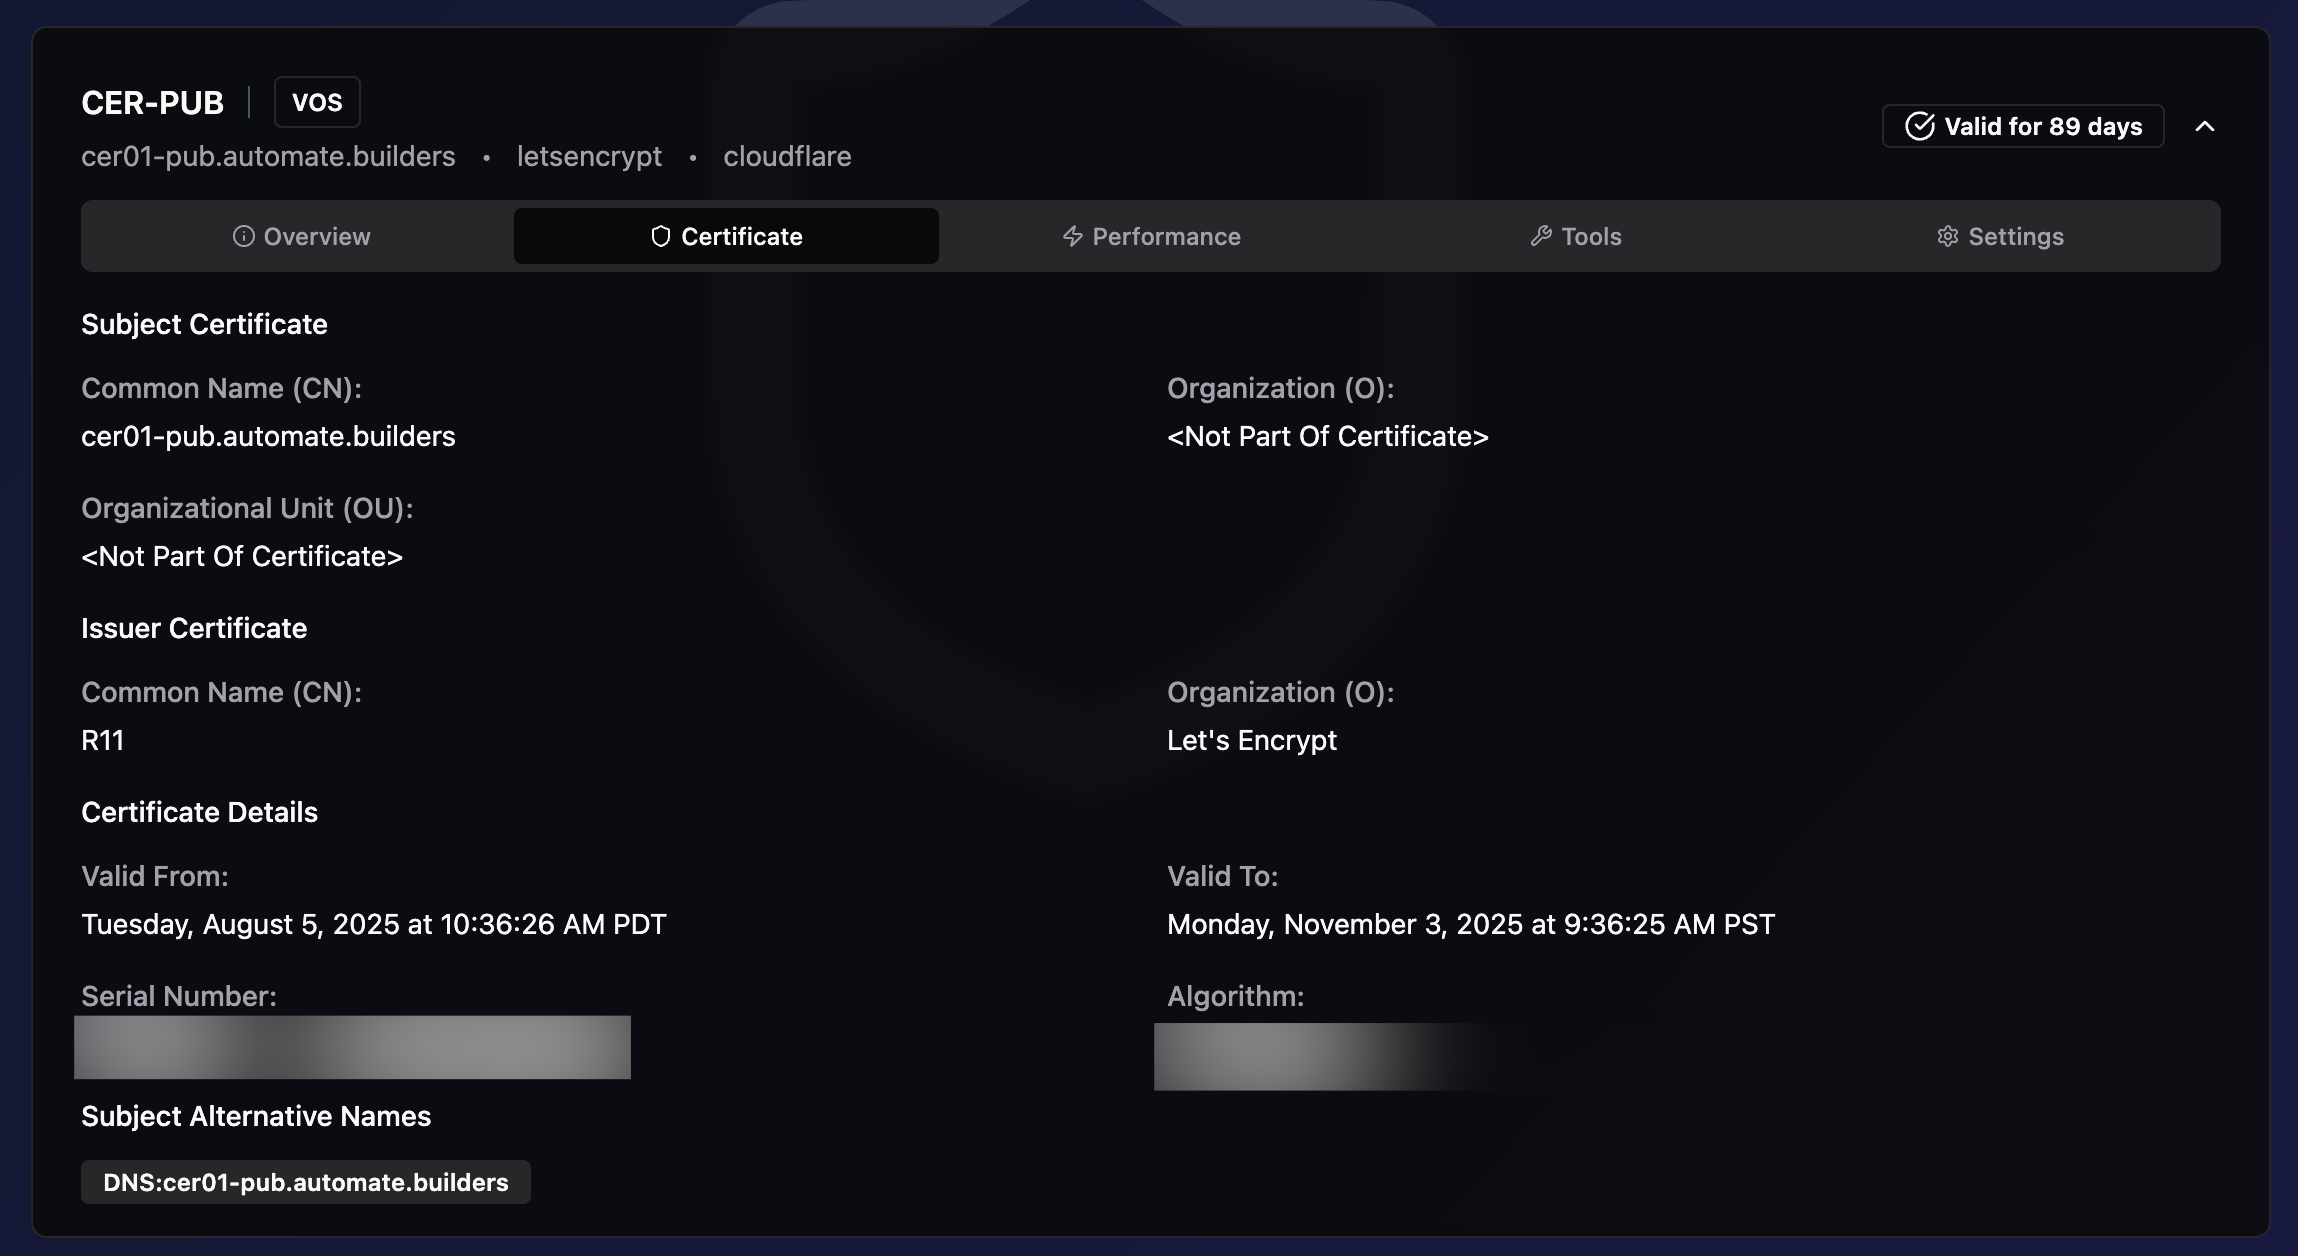 CER-PUB | VOS
cer01-pub.automate.builders • letsencrypt • cloudflare
Valid for 89 days
Overview Certificate Performance Tools Settings
Subject Certificate
Common Name (CN): Organization (O):
cer01-pub.automate.builders <Not Part Of Certificate>
Organizational Unit (OU):
<Not Part Of Certificate>
Issuer Certificate
Common Name (CN): Organization (O):
R11 Let's Encrypt
Certificate Details
Valid From: Valid To:
Tuesday, August 5, 2025 at 10:36:26 AM PDT Monday, November 3, 2025 at 9:36:25 AM PST
Serial Number: Algorithm:
Subject Alternative Names
DNS:cer01-pub.automate.builders